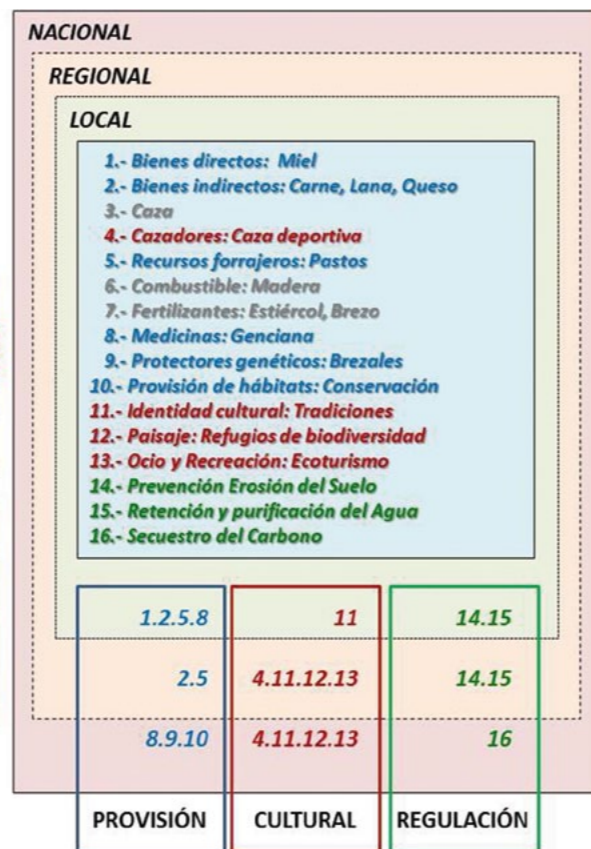 NACIONAL
REGIONAL
LOCAL
1.- Bienes directos: Miel
2.- Bienes indirectos: Carne, Lana, Queso
3.- Caza
4.- Cazadores: Caza deportiva
5.- Recursos forrajeros: Pastos
6.- Combustible: Madera
7.- Fertilizantes: Estiércol, Brezo
8.- Medicinas: Genciana
9.- Protectores genéticos: Brezales
10.- Provisión de hábitats: Conservación
11.- Identidad cultural: Tradiciones
12.- Paisaje: Refugios de biodiversidad
13.- Ocio y Recreación: Ecoturismo
14.- Prevención Erosión del Suelo
15.- Retención y purificación del Agua
16.- Secuestro del Carbono
1.2.5.8 11 14.15
2.5 4.11.12.13 14.15
8.9.10 4.11.12.13 16
PROVISIÓN CULTURAL REGULACIÓN